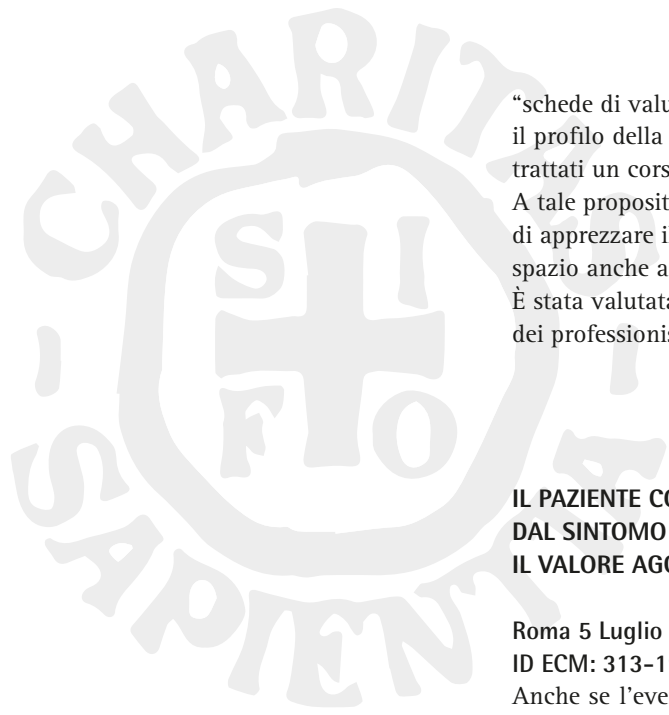 CHARITAS
SAPIENTIA
S I
F O
“schede di valu
il profilo della
trattati un cors
A tale proposit
di apprezzare i
spazio anche a
È stata valutata
dei professionis
IL PAZIENTE CO
DAL SINTOMO
IL VALORE AGO
Roma 5 Luglio
ID ECM: 313-1
Anche se l’eve